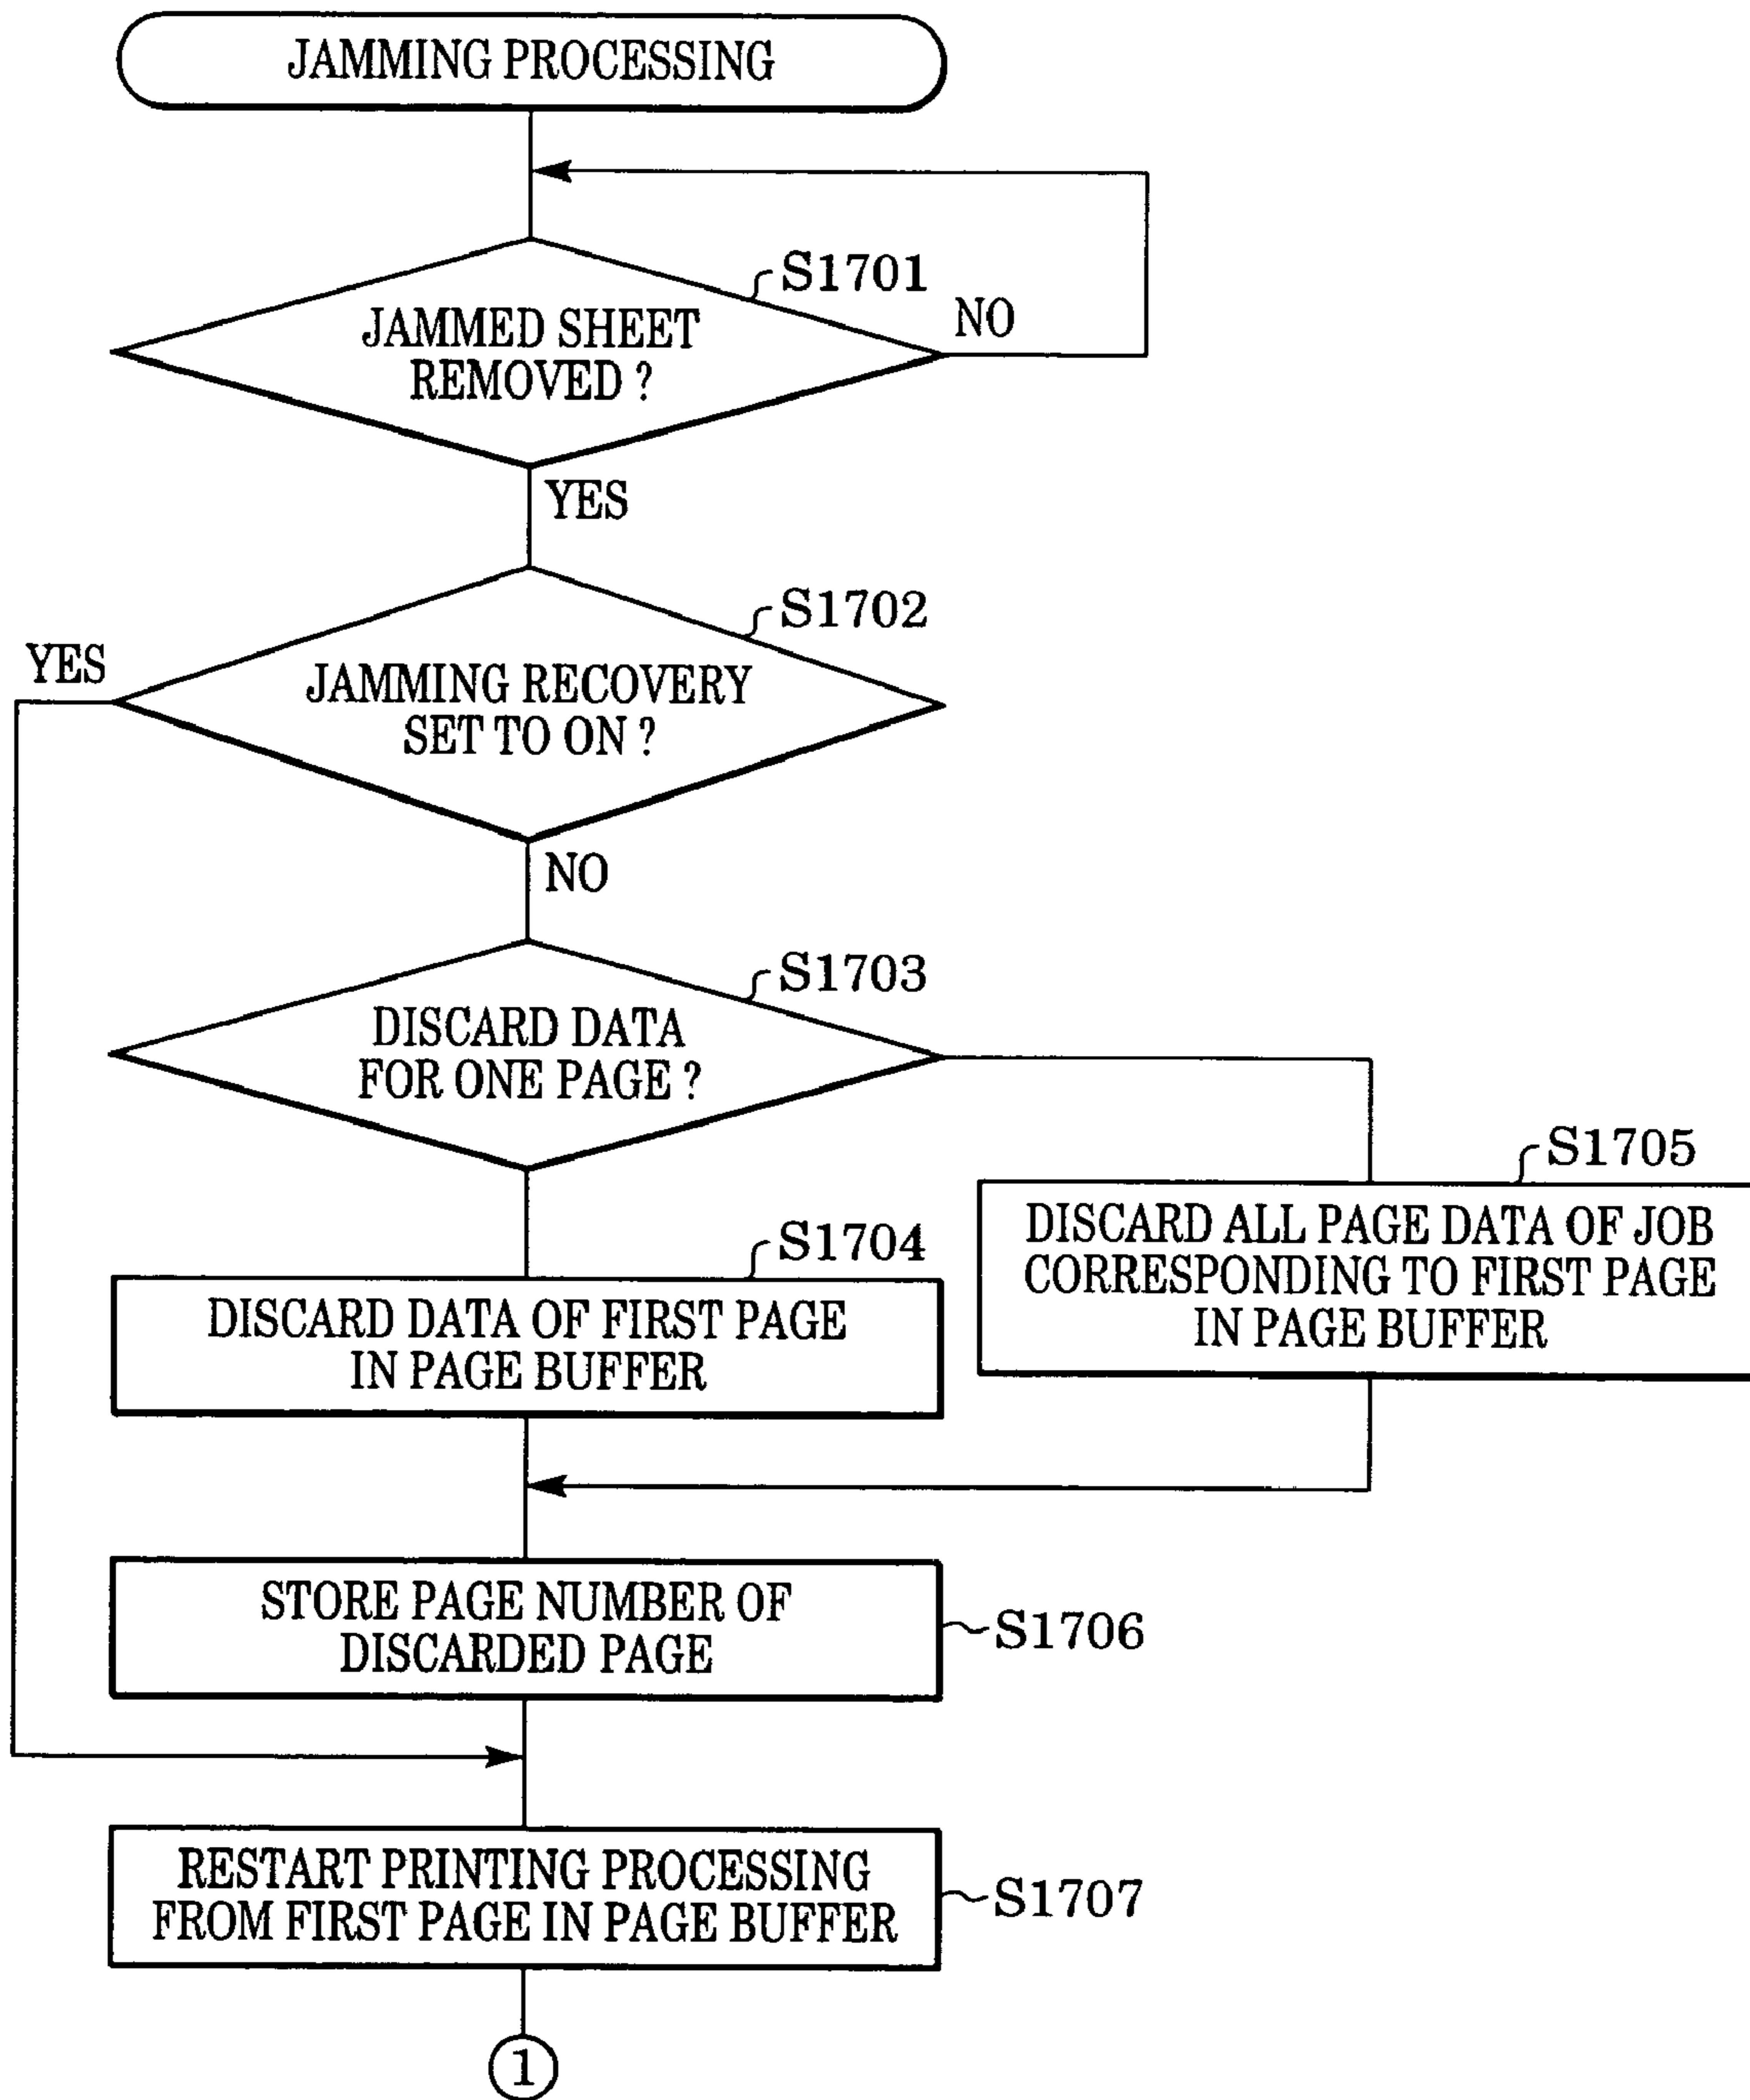 JAMMING PROCESSING
S1701
JAMMED SHEET
REMOVED ?
NO
YES
S1702
YES
JAMMING RECOVERY
SET TO ON ?
NO
S1703
DISCARD DATA
FOR ONE PAGE ?
S1705
DISCARD ALL PAGE DATA OF JOB
CORRESPONDING TO FIRST PAGE
IN PAGE BUFFER
S1704
DISCARD DATA OF FIRST PAGE
IN PAGE BUFFER
STORE PAGE NUMBER OF
DISCARDED PAGE
S1706
RESTART PRINTING PROCESSING
FROM FIRST PAGE IN PAGE BUFFER
S1707
1